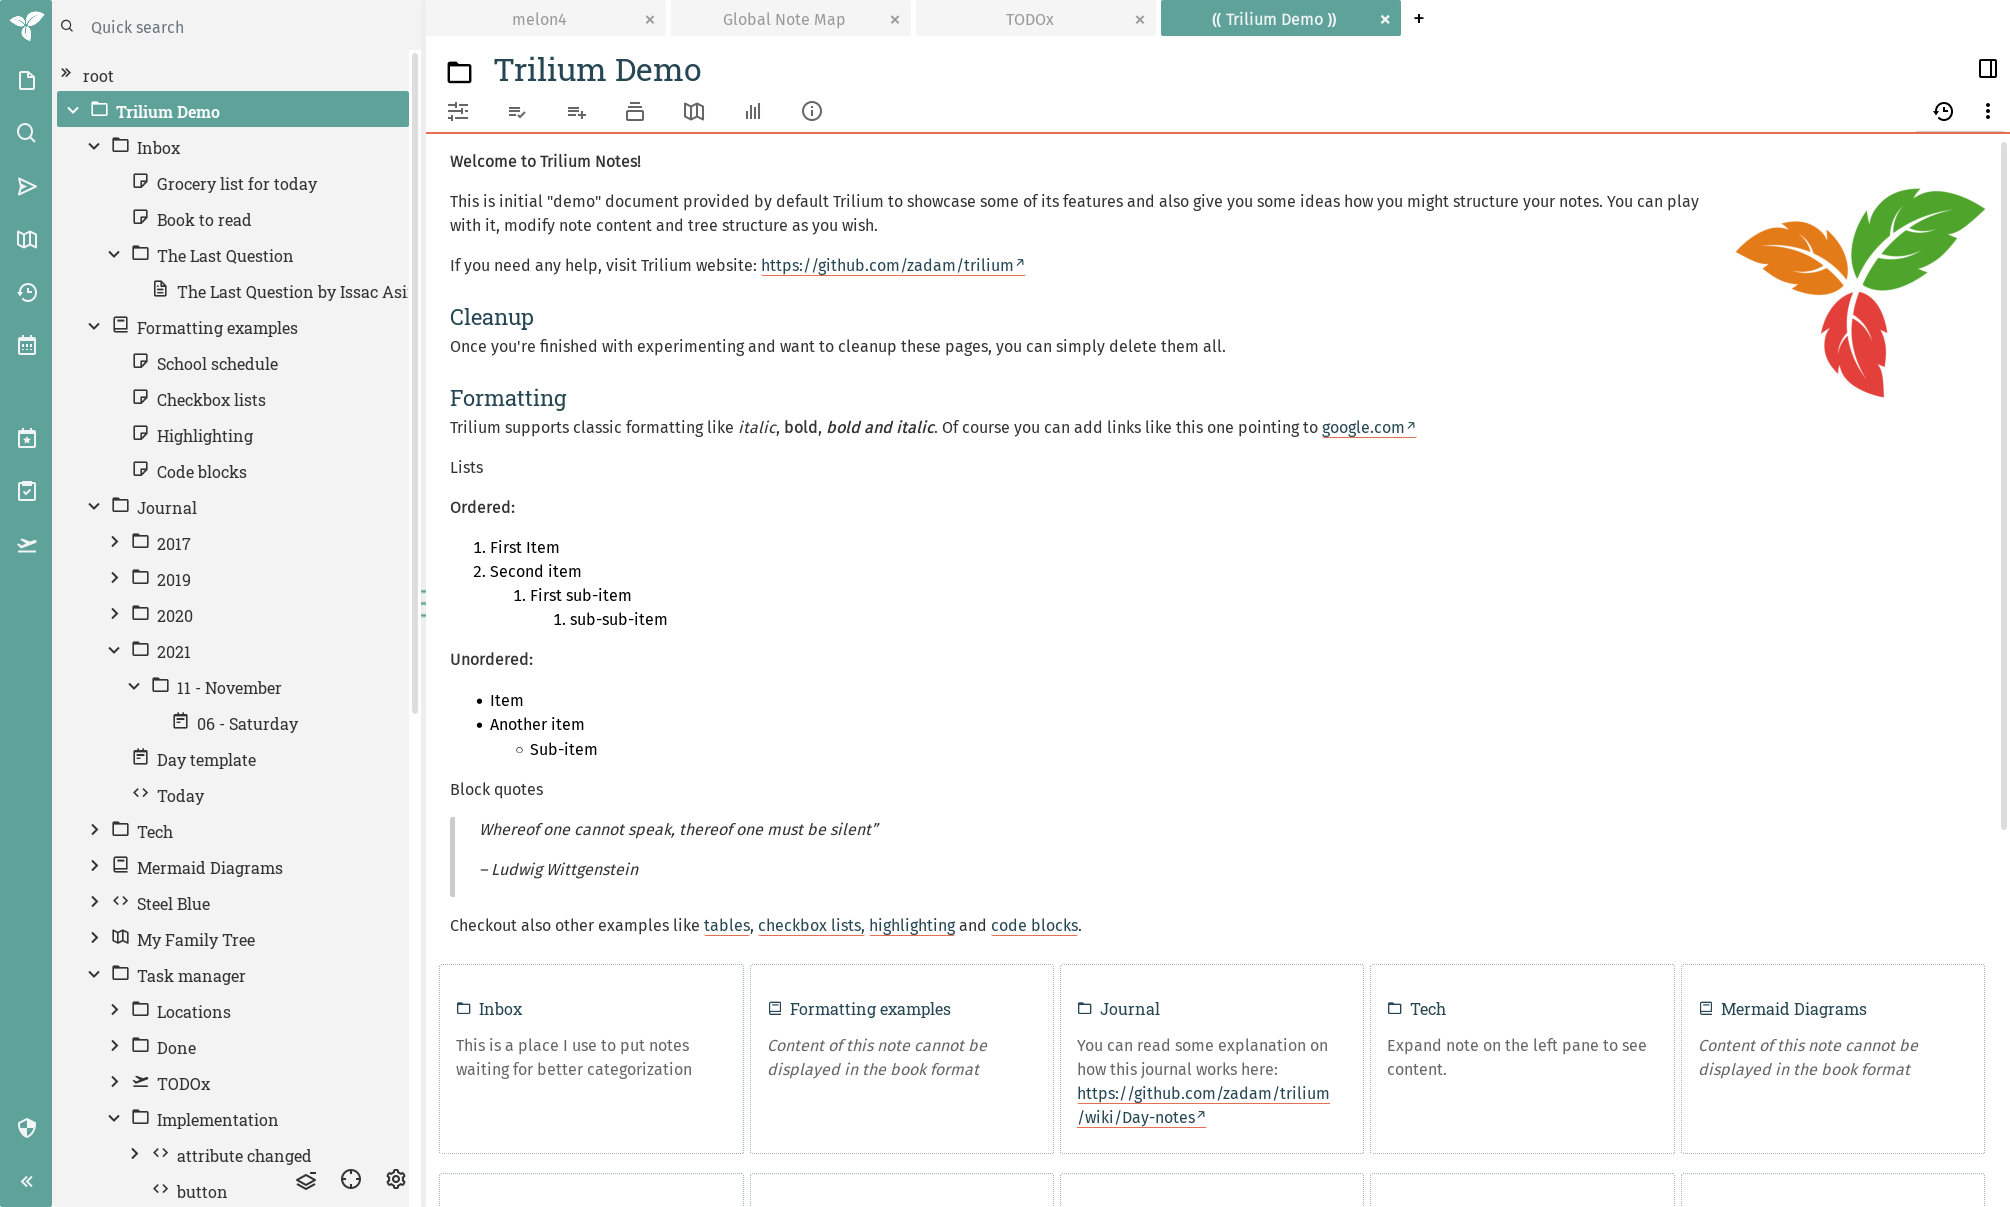 Quick search
root
Trilium Demo
Inbox
Grocery list for today
Book to read
The Last Question
The Last Question by Issac Asi
Formatting examples
School schedule
Checkbox lists
Highlighting
Code blocks
Journal
2017
2019
2020
2021
11 - November
06 - Saturday
Day template
Today
Tech
Mermaid Diagrams
Steel Blue
My Family Tree
Task manager
Locations
Done
TODOx
Implementation
attribute changed
button
melon4
Global Note Map
TODOx
(( Trilium Demo ))
Trilium Demo
Welcome to Trilium Notes!
This is initial "demo" document provided by default Trilium to showcase some of its features and also give you some ideas how you might structure your notes. You can play
with it, modify note content and tree structure as you wish.
If you need any help, visit Trilium website: https://github.com/zadam/trilium
Cleanup
Once you're finished with experimenting and want to cleanup these pages, you can simply delete them all.
Formatting
Trilium supports classic formatting like italic, bold, bold and italic. Of course you can add links like this one pointing to google.com
Lists
Ordered:
1. First Item
2. Second item
1. First sub-item
1. sub-sub-item
Unordered:
• Item
• Another item
○ Sub-item
Block quotes
Whereof one cannot speak, thereof one must be silent”
– Ludwig Wittgenstein
Checkout also other examples like tables, checkbox lists, highlighting and code blocks.
Inbox
This is a place I use to put notes
waiting for better categorization
Formatting examples
Content of this note cannot be
displayed in the book format
Journal
You can read some explanation on
how this journal works here:
https://github.com/zadam/trilium
/wiki/Day-notes
Tech
Expand note on the left pane to see
content.
Mermaid Diagrams
Content of this note cannot be
displayed in the book format